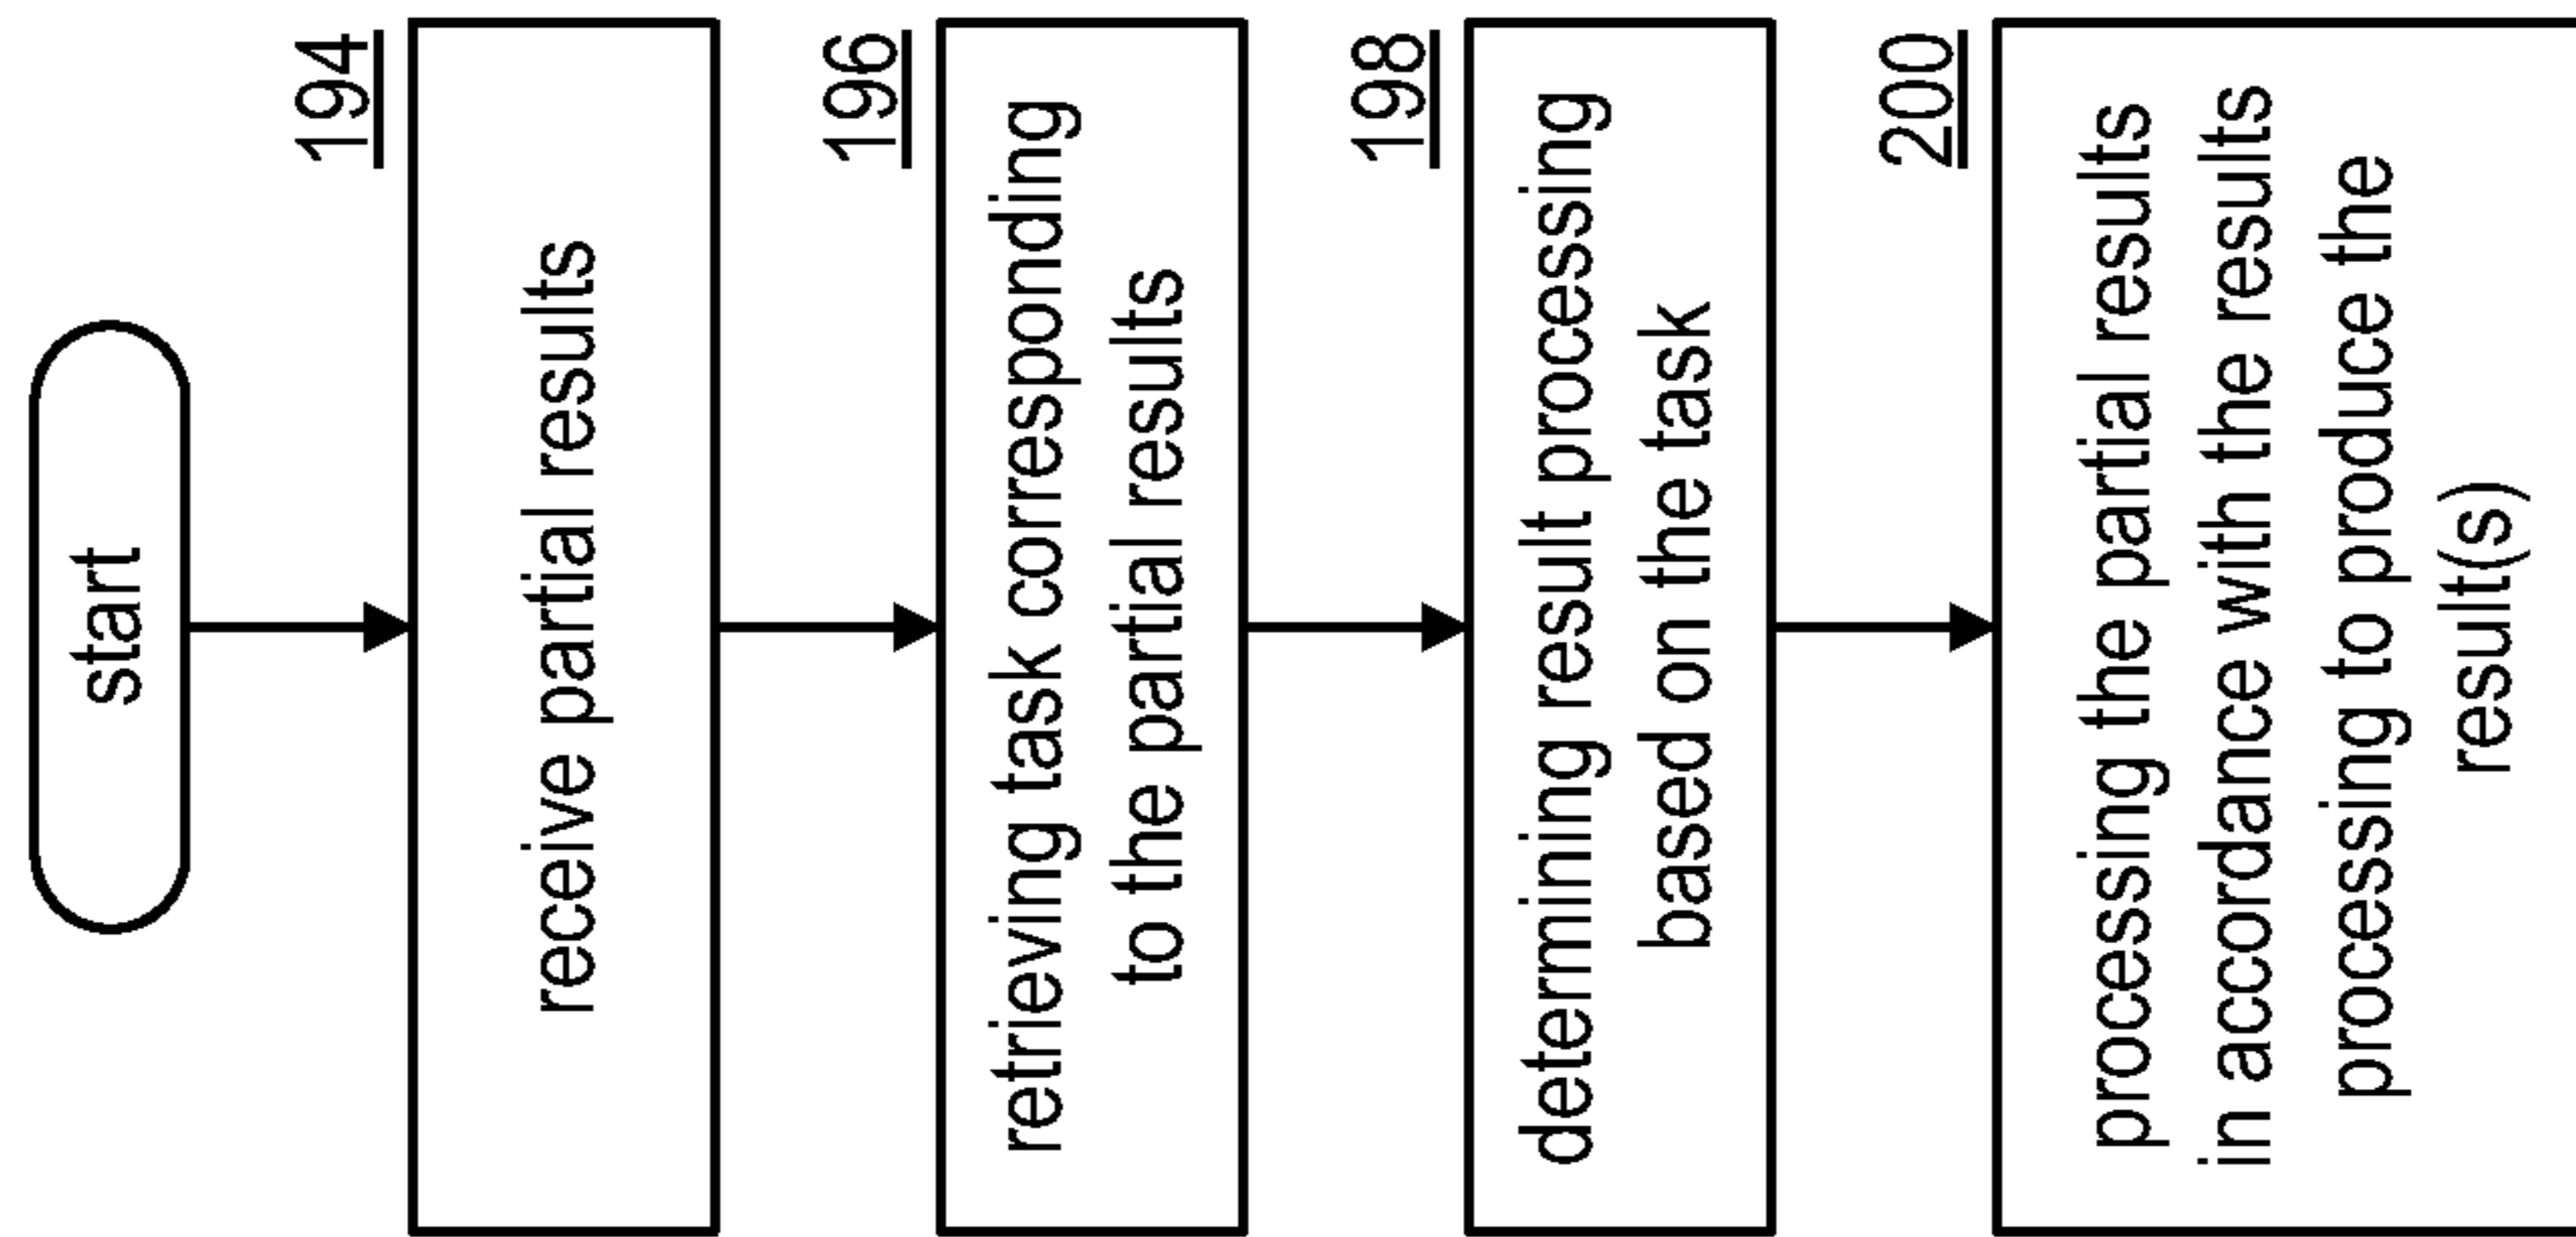 start
194
receive partial results
196
retrieving task corresponding
to the partial results
198
determining result processing
based on the task
200
processing the partial results
in accordance with the results
processing to produce the
result(s)